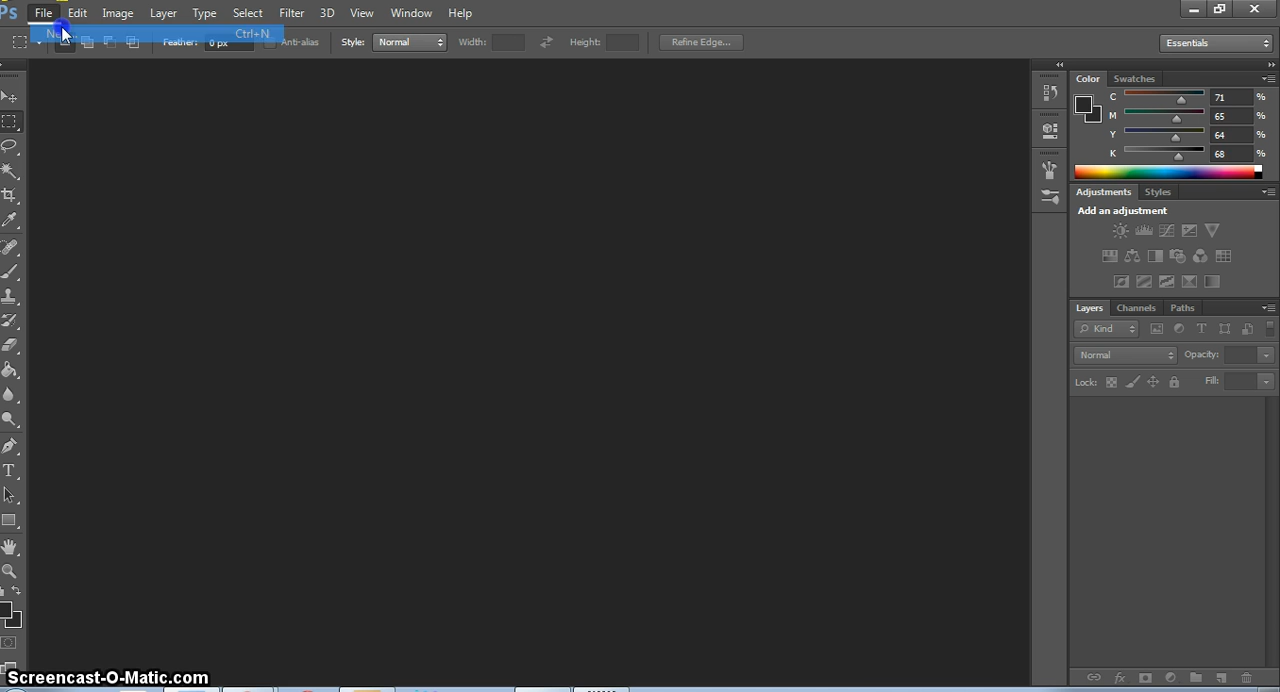 Ps File Edit Image Layer Type Select Filter 3D View Window Help
Ctrl+N
Feather: 0 px Anti-alias Style: Normal Width: Height: Refine Edge... Essentials
Color Swatches
C 71 %
M 65 %
Y 64 %
K 68 %
Adjustments Styles
Add an adjustment
Layers Channels Paths
Kind T
Normal Opacity:
Lock: Fill:
T
fx
Screencast-O-Matic.com